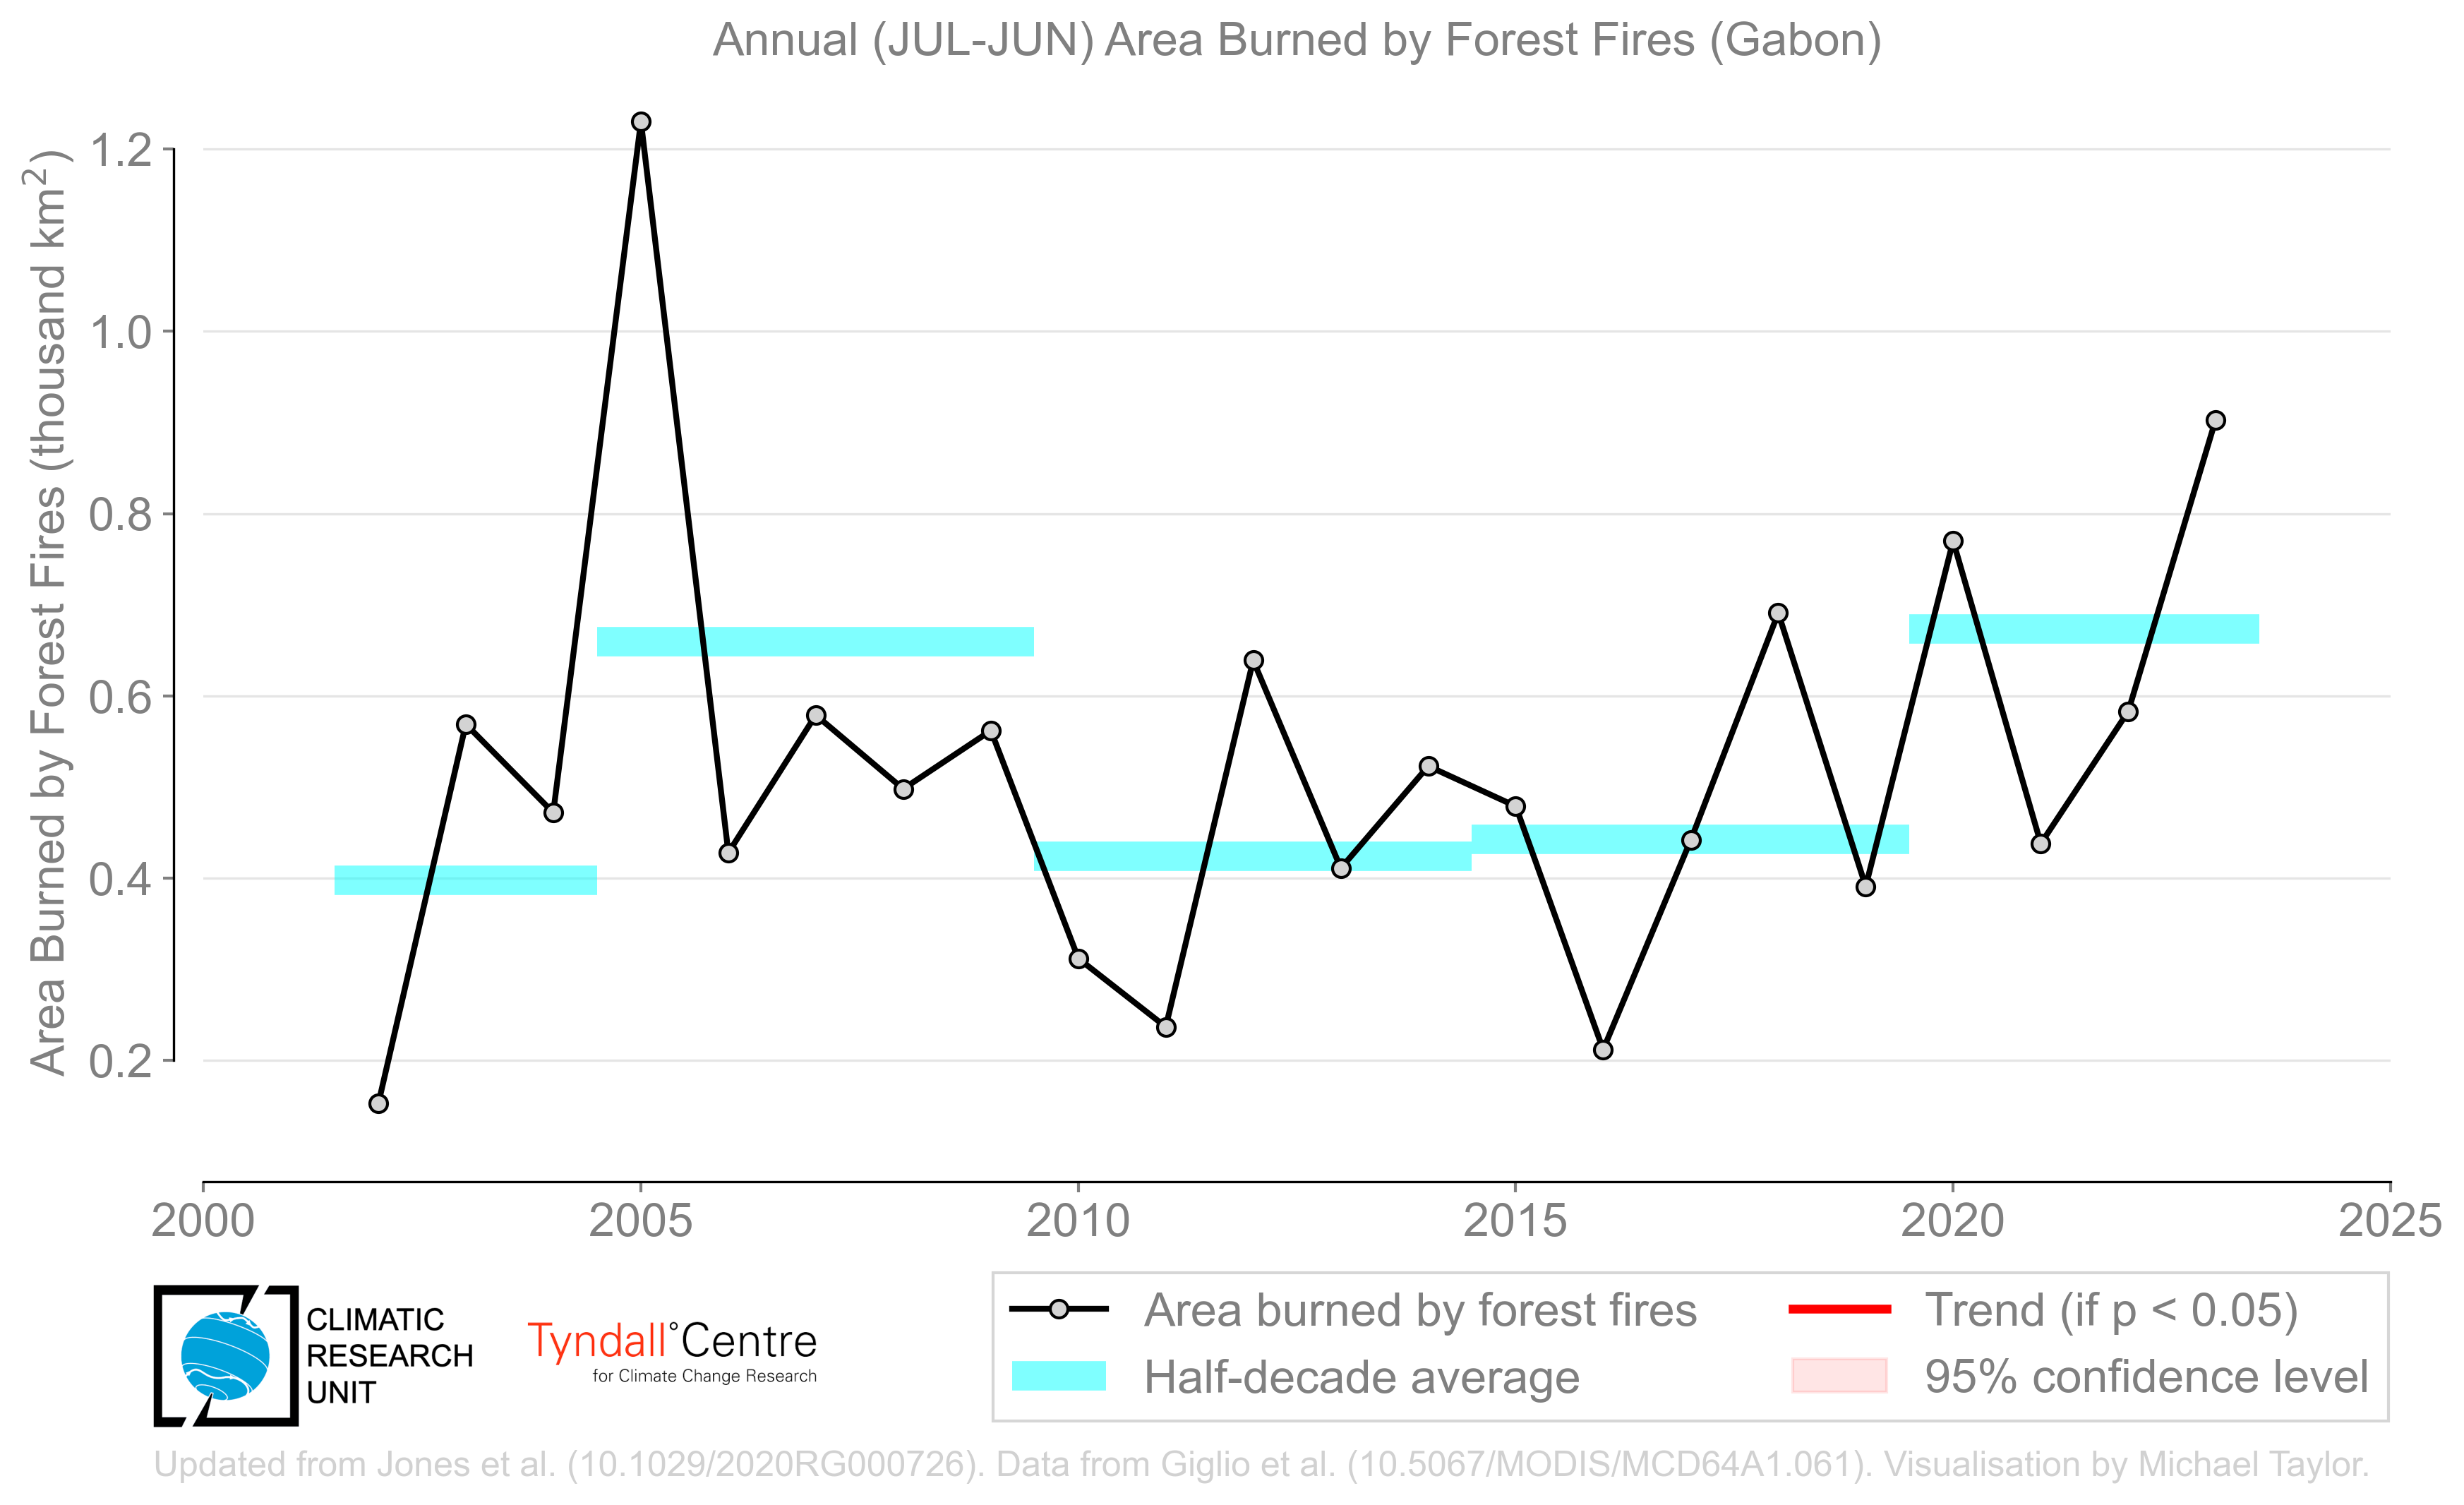 Annual (JUL-JUN) Area Burned by Forest Fires (Gabon)
Area Burned by Forest Fires (thousand km²)
1.2
1.0
0.8
0.6
0.4
0.2
2000 2005 2010 2015 2020 2025
CLIMATIC
RESEARCH
UNIT
Tyndall°Centre
for Climate Change Research
Area burned by forest fires
Half-decade average
Trend (if p < 0.05)
95% confidence level
Updated from Jones et al. (10.1029/2020RG000726). Data from Giglio et al. (10.5067/MODIS/MCD64A1.061). Visualisation by Michael Taylor.